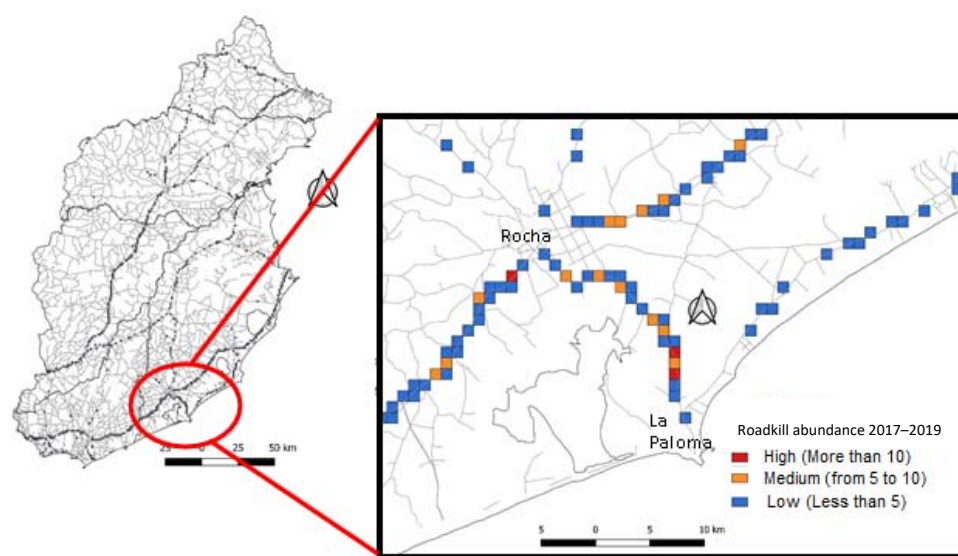 Rocha
La
Paloma
Roadkill abundance 2017–2019
High (More than 10)
Medium (from 5 to 10)
Low (Less than 5)
25 0 25 50 km
5 0 5 10 km